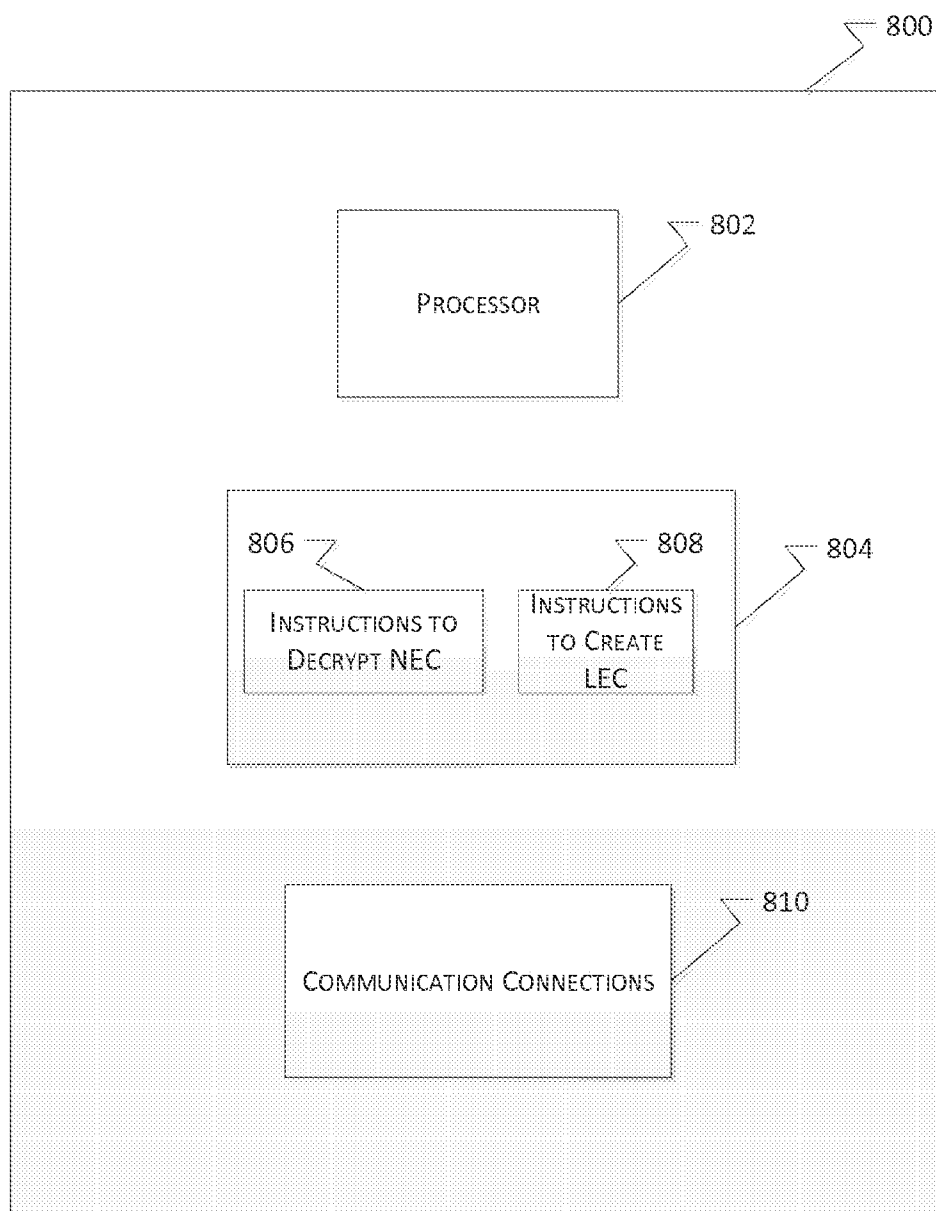 800
802
PROCESSOR
806
808
804
INSTRUCTIONS TO
DECRYPT NEC
INSTRUCTIONS
TO CREATE
LEC
810
COMMUNICATION CONNECTIONS